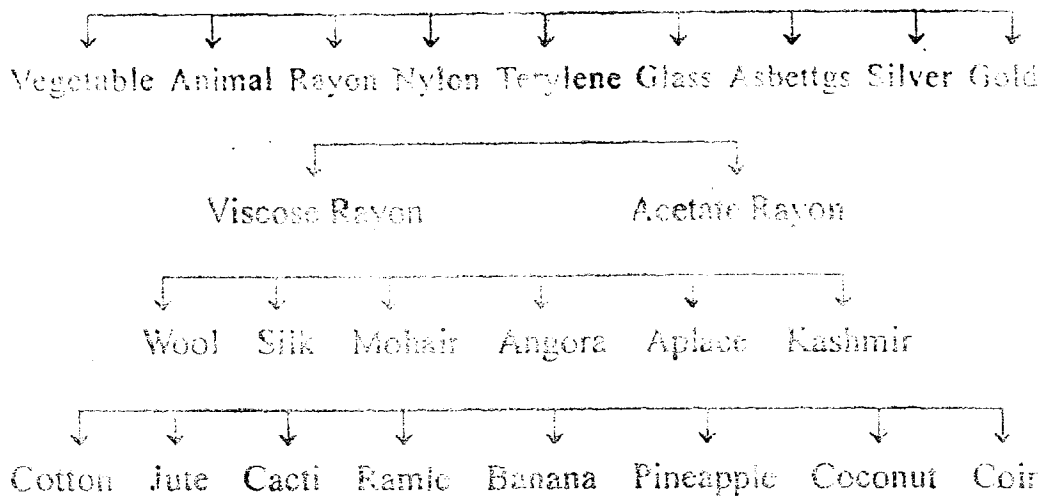 Vegetable Animal Rayon Nylon Terylene Glass Asbettgs Silver Gold
Viscose Rayon Acetate Rayon
Wool Silk Mohair Angora Aplace Kashmir
Cotton Jute Cacti Ramie Banana Pineapple Coconut Coir